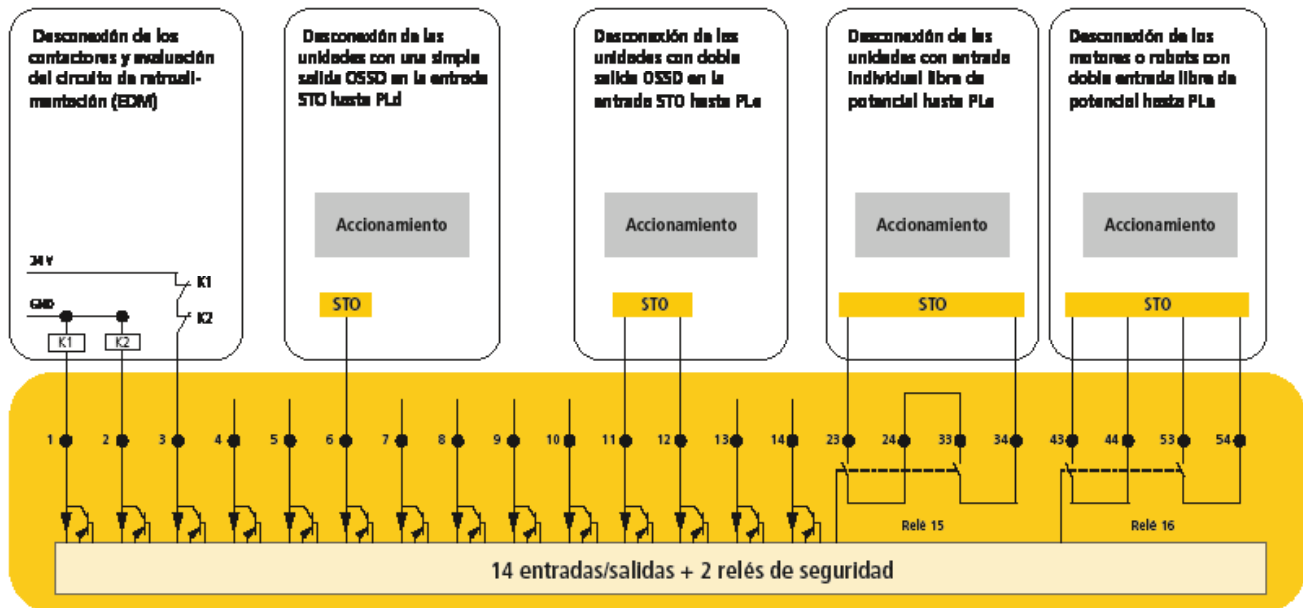 Desconexión de los
contactores y evaluación
del circuito de retroali-
mentación (EDM)
24 V
GND
K1
K2
K1
K2
Desconexión de las
unidades con una simple
salida OSSD en la entrada
STO hasta PLd
Accionamiento
STO
Desconexión de las
unidades con doble
salida OSSD en la
entrada STO hasta PLe
Accionamiento
STO
Desconexión de las
unidades con entrada
individual libre de
potencial hasta PLe
Accionamiento
STO
Desconexión de los
motores o robots con
doble entrada libre de
potencial hasta PLe
Accionamiento
STO
1 2 3 4 5 6 7 8 9 10 11 12 13 14 23 24 33 34 43 44 53 54
Relé 15 Relé 16
14 entradas/salidas + 2 relés de seguridad